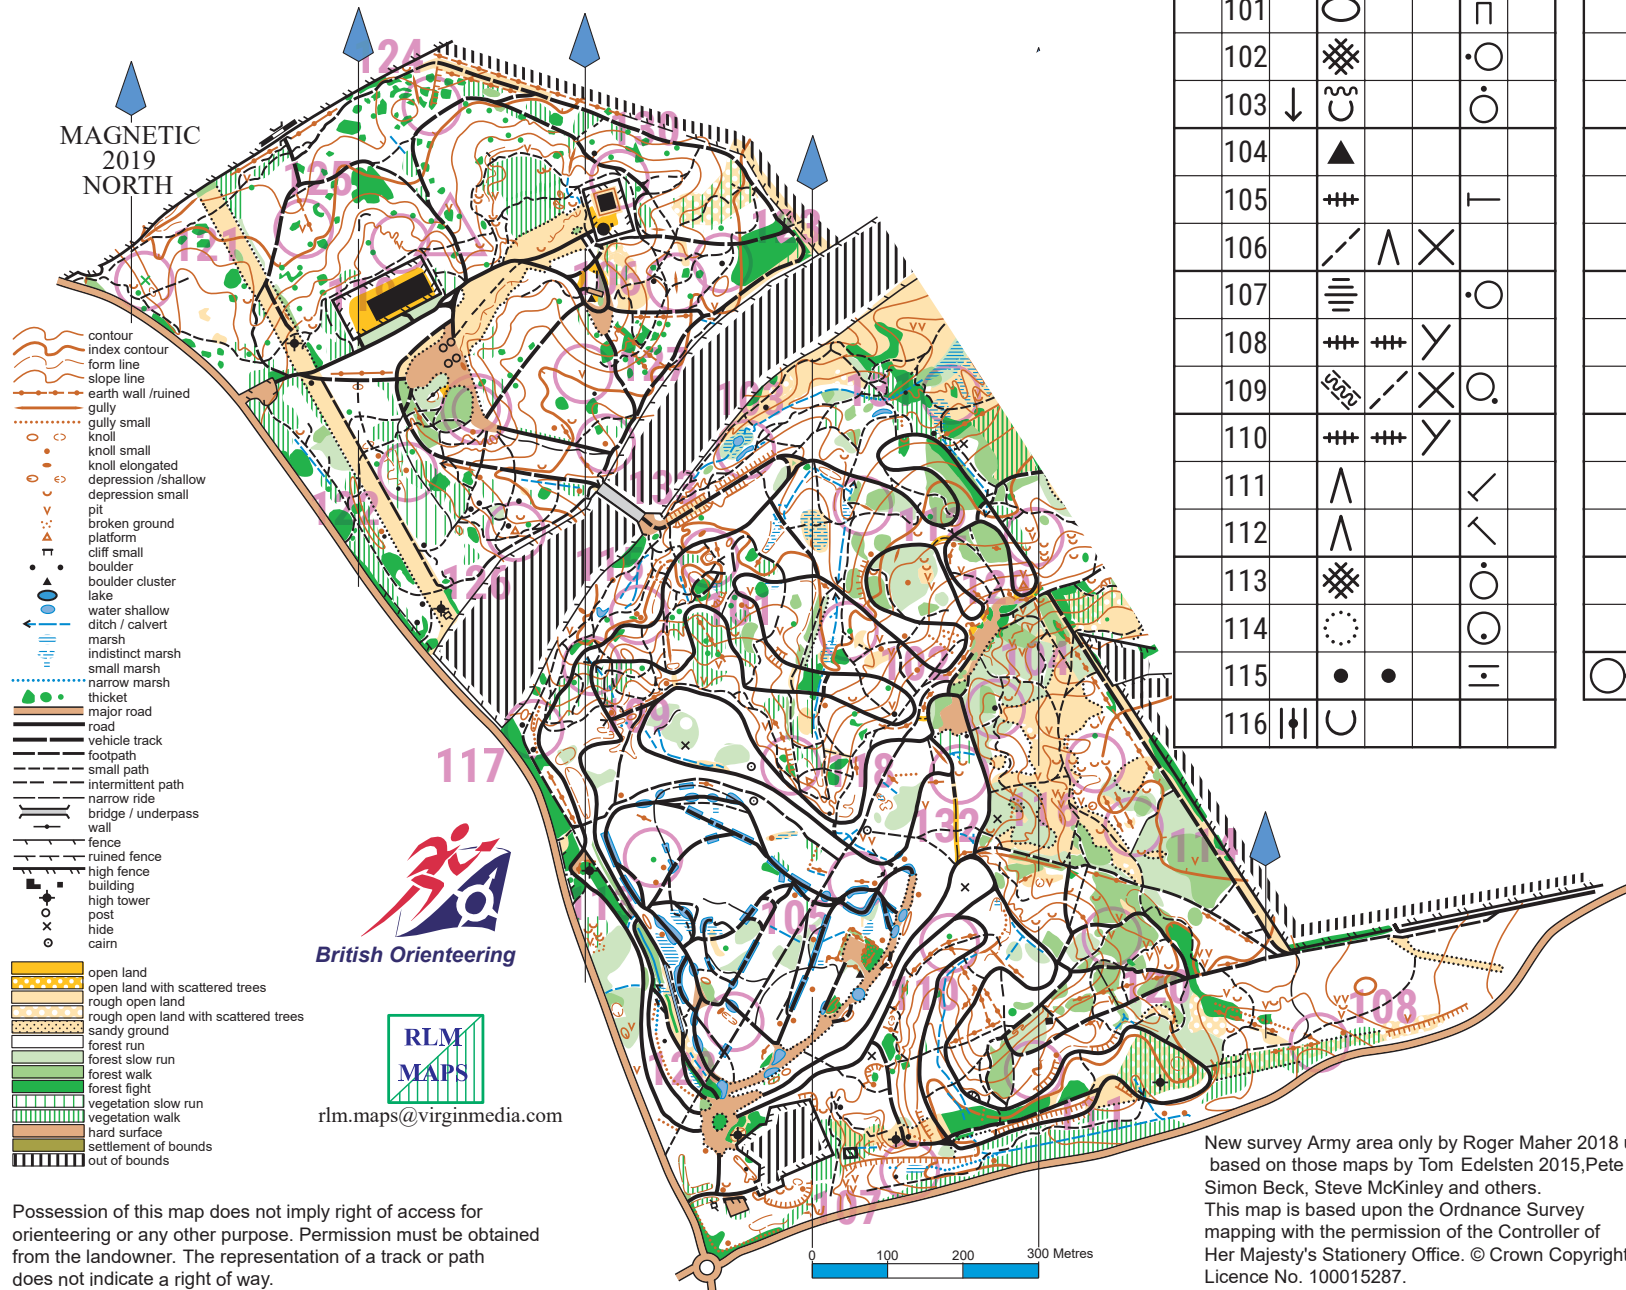 MAGNETIC
2019
NORTH
contour
index contour
form line
slope line
earth wall /ruined
gully
gully small
knoll
knoll small
knoll elongated
depression /shallow
depression small
pit
broken ground
platform
cliff small
boulder
boulder cluster
lake
water shallow
ditch / calvert
marsh
indistinct marsh
small marsh
narrow marsh
thicket
major road
road
vehicle track
footpath
small path
intermittent path
narrow ride
bridge / underpass
wall
fence
ruined fence
high fence
building
high tower
post
hide
cairn
open land
open land with scattered trees
rough open land
rough open land with scattered trees
sandy ground
forest run
forest slow run
forest walk
forest fight
vegetation slow run
vegetation walk
hard surface
settlement of bounds
out of bounds
British Orienteering
RLM
MAPS
rlm.maps@virginmedia.com
Possession of this map does not imply right of access for
orienteering or any other purpose. Permission must be obtained
from the landowner. The representation of a track or path
does not indicate a right of way.
124
125
121
122
126
117
105
132
118
116
114
110
108
107
0 100 200 300 Metres
101
102
103
104
105
106
107
108
109
110
111
112
113
114
115
116
New survey Army area only by Roger Maher 2018
based on those maps by Tom Edelsten 2015,Pete
Simon Beck, Steve McKinley and others.
This map is based upon the Ordnance Survey
mapping with the permission of the Controller of
Her Majesty's Stationery Office. © Crown Copyright
Licence No. 100015287.